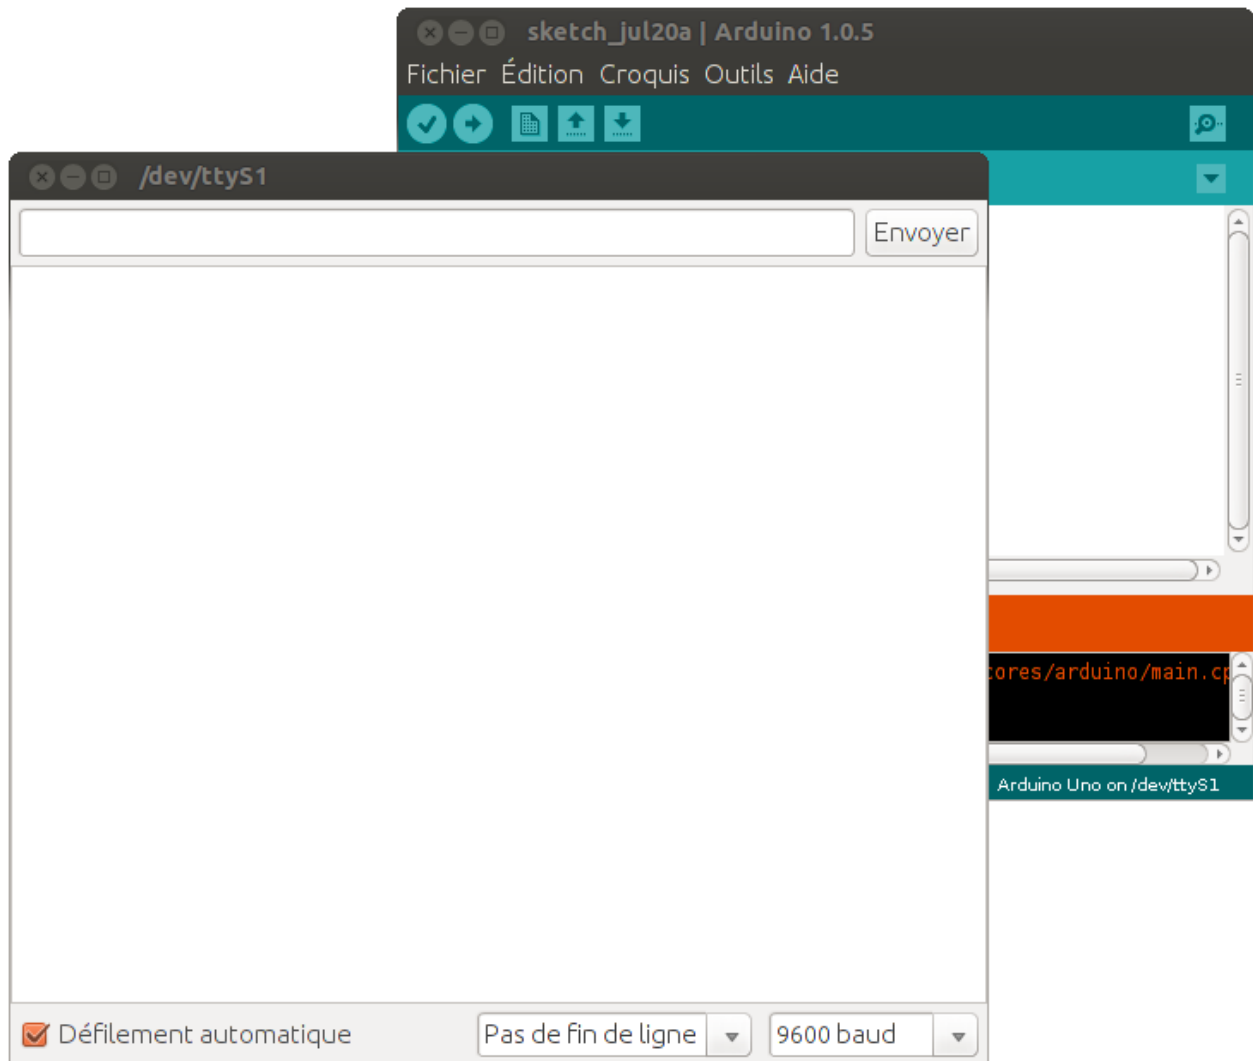 sketch_jul20a | Arduino 1.0.5
Fichier Édition Croquis Outils Aide
/dev/ttyS1
Envoyer
cores/arduino/main.cp
Arduino Uno on /dev/ttyS1
Défilement automatique
Pas de fin de ligne
9600 baud